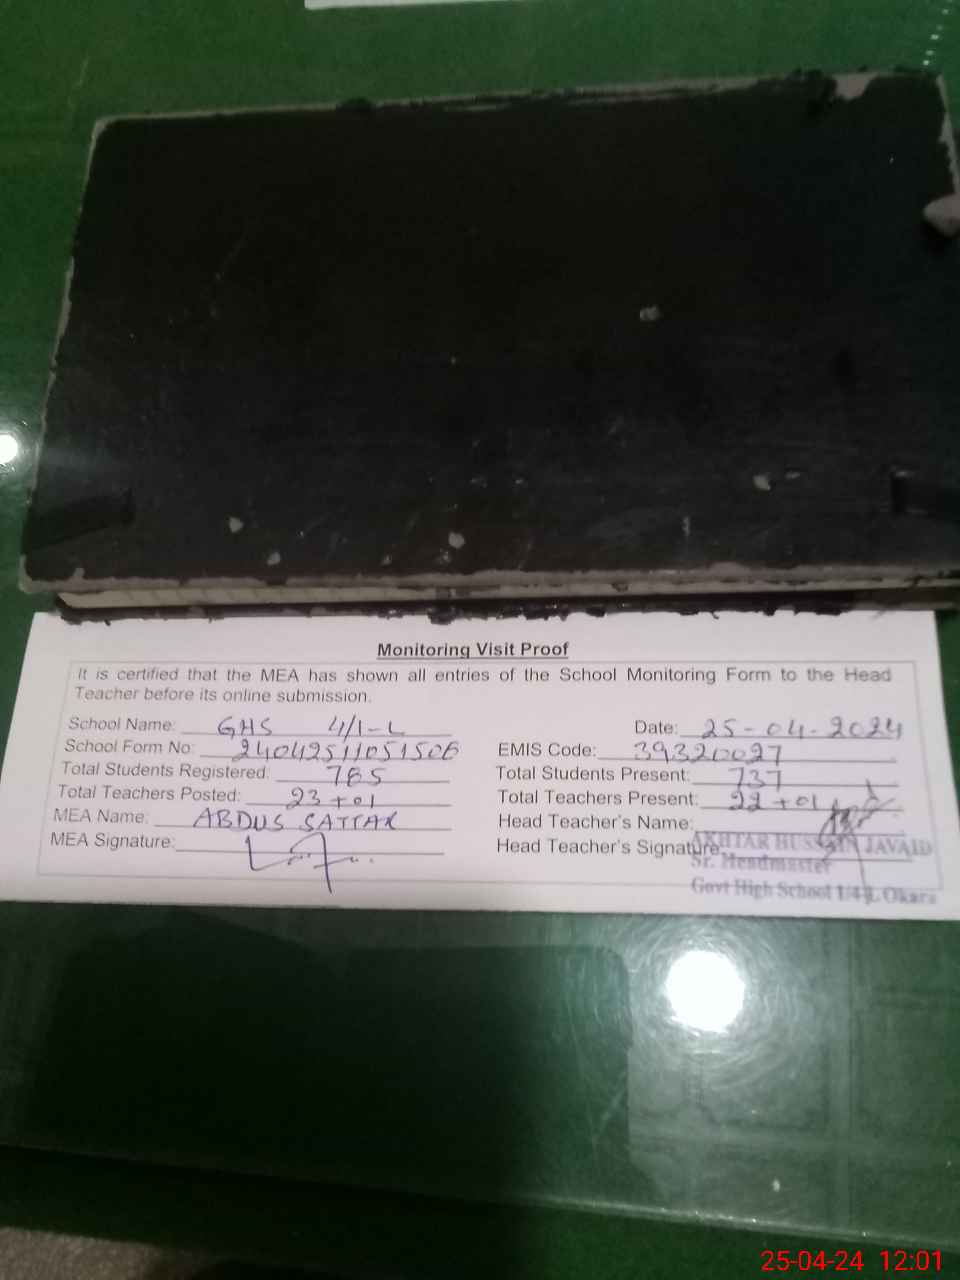 Monitoring Visit Proof
It is certified that the MEA has shown all entries of the School Monitoring Form to the Head
Teacher before its online submission.
School Name: GHS 4/1-L Date: 25-04-2024
School Form No: 24042511051506 EMIS Code: 39320027
Total Students Registered: 785 Total Students Present: 737
Total Teachers Posted: 23+01 Total Teachers Present: 22+01
MEA Name: ABDUS SATTAR Head Teacher's Name:
MEA Signature: Head Teacher's Signature:
AKHTAR HUSSAIN JAVAID
Sr. Headmaster
Govt High School 1/4-L Okara
25-04-24 12:01